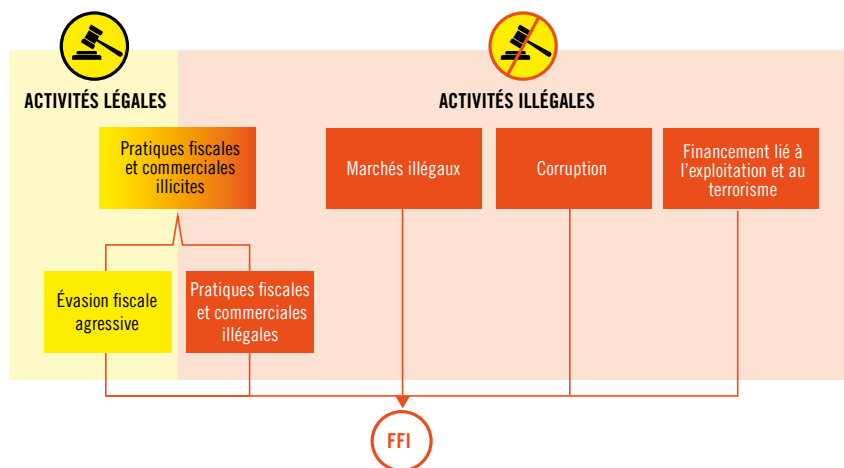 ACTIVITÉS LÉGALES
ACTIVITÉS ILLÉGALES
Pratiques fiscales
et commerciales
illicites
Marchés illégaux
Corruption
Financement lié à
l'exploitation et au
terrorisme
Évasion fiscale
agressive
Pratiques fiscales
et commerciales
illégales
FFI